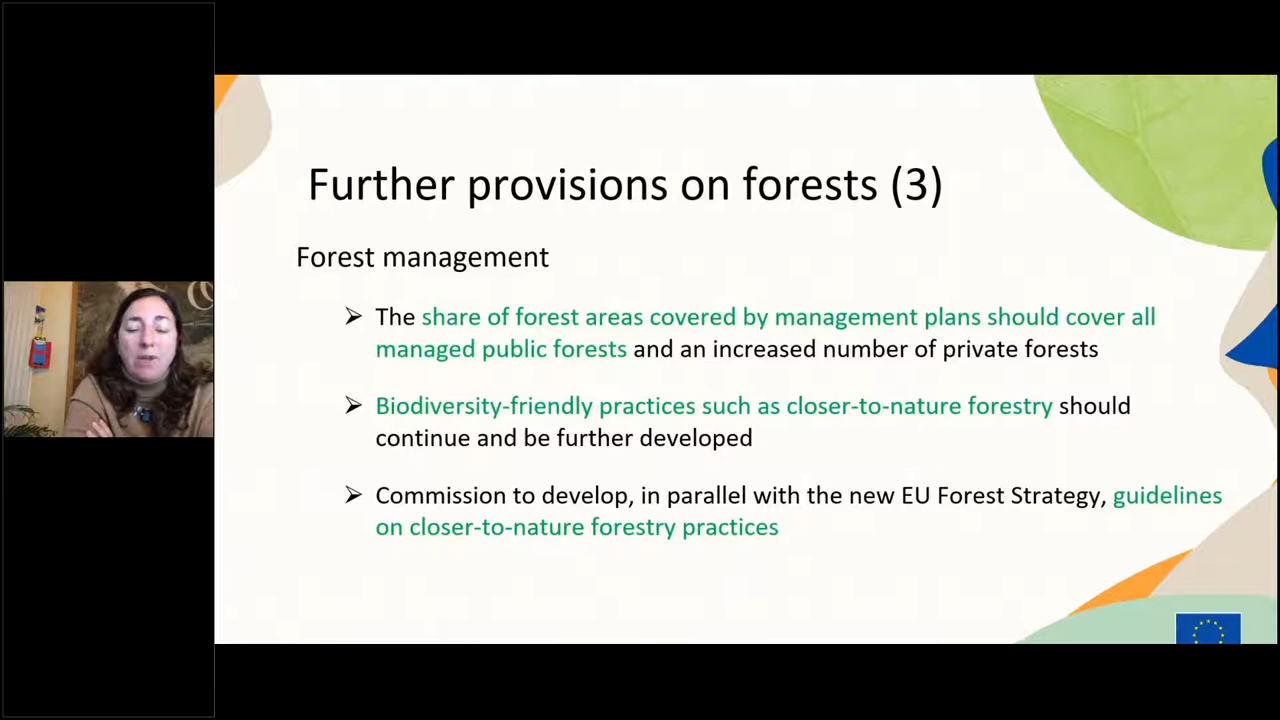 Further provisions on forests (3)
Forest management
The share of forest areas covered by management plans should cover all
managed public forests and an increased number of private forests
Biodiversity-friendly practices such as closer-to-nature forestry should
continue and be further developed
Commission to develop, in parallel with the new EU Forest Strategy, guidelines
on closer-to-nature forestry practices